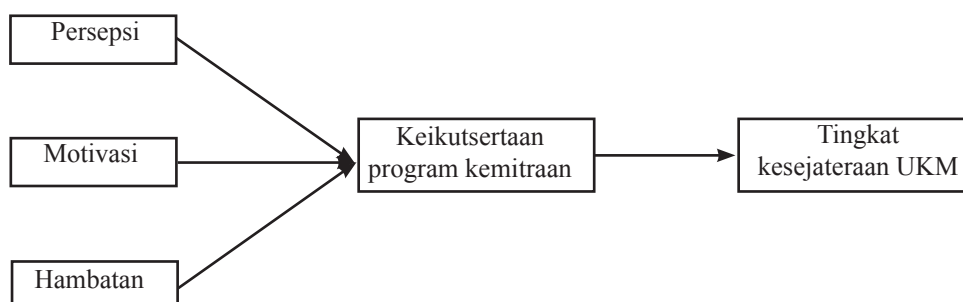 Persepsi
Motivasi
Hambatan
Keikutsertaan
program kemitraan
Tingkat
kesejateraan UKM